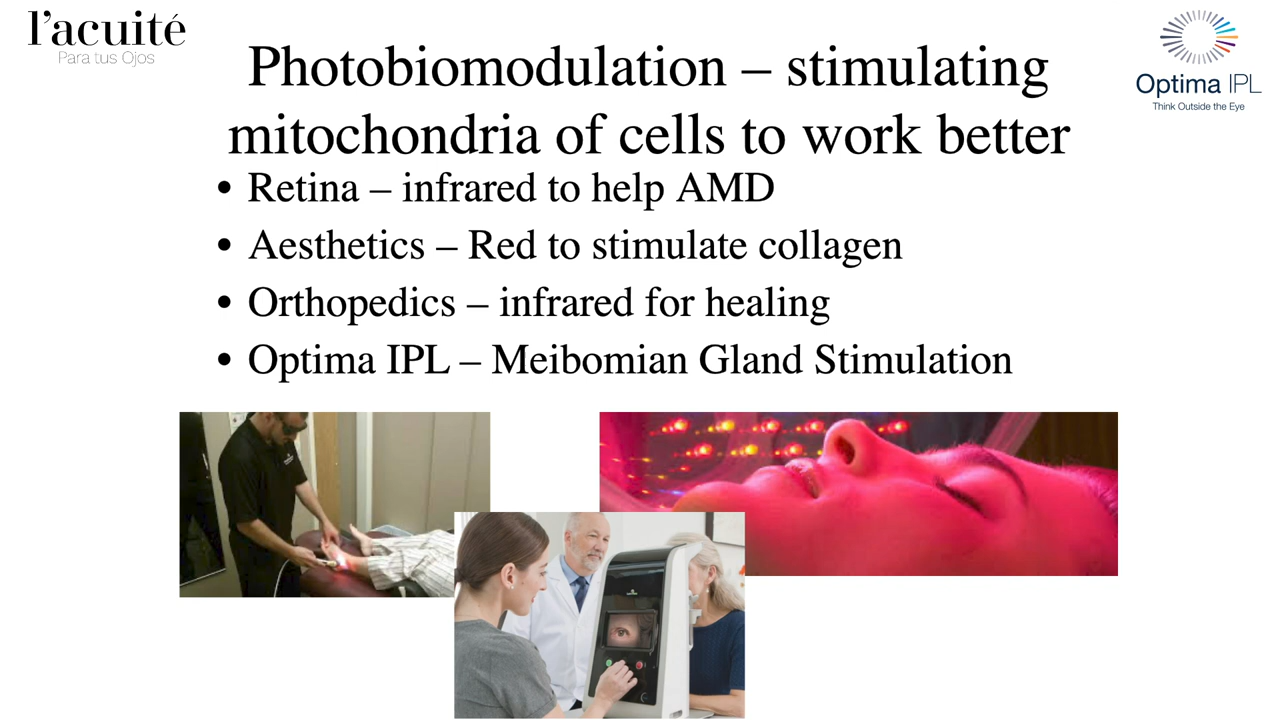 l'acuité
Para tus Ojos
Optima IPL
Think Outside the Eye
Photobiomodulation – stimulating
mitochondria of cells to work better
• Retina – infrared to help AMD
• Aesthetics – Red to stimulate collagen
• Orthopedics – infrared for healing
• Optima IPL – Meibomian Gland Stimulation